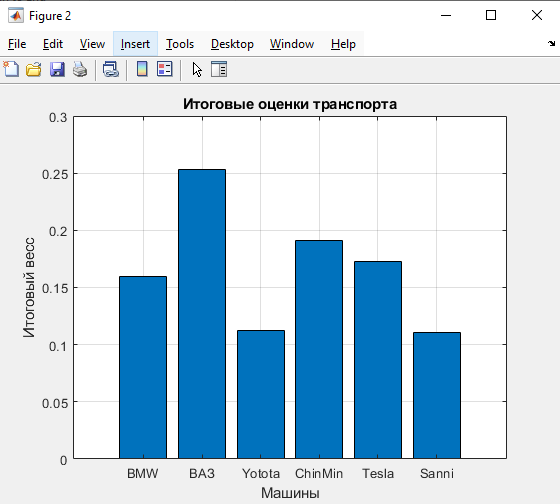 Figure 2
File Edit View Insert Tools Desktop Window Help
Итоговые оценки транспорта
0.3
0.25
0.2
0.15
0.1
0.05
0
Итоговый весс
BMW ВАЗ Yotota ChinMin Tesla Sanni
Машины